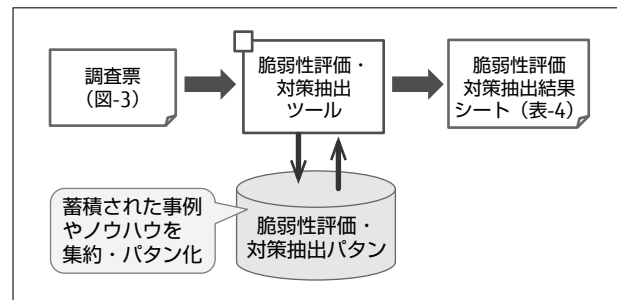 調査票
（図-3）
脆弱性評価・
対策抽出
ツール
脆弱性評価
対策抽出結果
シート（表-4）
蓄積された事例
やノウハウを
集約・パタン化
脆弱性評価・
対策抽出パタン